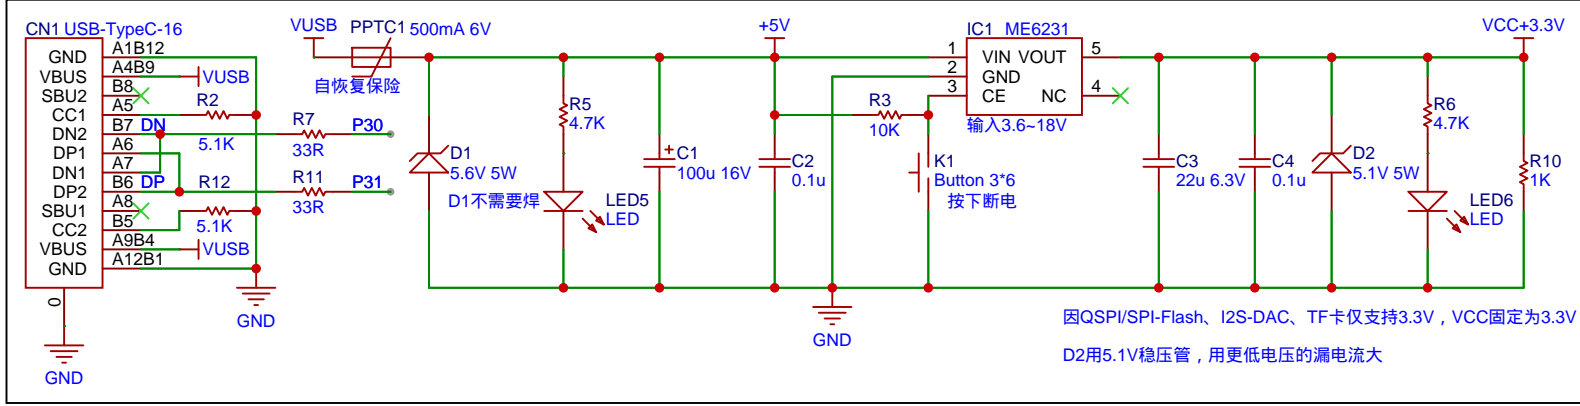 CN1 USB-TypeC-16
GND A1B12
VBUS A4B9 VUSB
SBU2 B8
CC1 A5 R2 5.1K
DN2 B7 DN R7 33R P30
DP1 A6
DN1 A7
DP2 B6 DP R12 R11 33R P31
SBU1 A8
CC2 B5 5.1K
VBUS A9B4 VUSB
GND A12B1
0
GND
GND
VUSB PPTC1 500mA 6V
自恢复保险
D1
5.6V 5W
D1不需要焊
R5
4.7K
LED5
LED
C1
100u 16V
+
+5V
C2
0.1u
GND
R3
10K
K1
Button 3*6
按下断电
IC1 ME6231
1 VIN VOUT 5
2 GND
3 CE NC 4
输入3.6~18V
C3
22u 6.3V
C4
0.1u
D2
5.1V 5W
R6
4.7K
LED6
LED
VCC+3.3V
R10
1K
因QSPI/SPI-Flash、I2S-DAC、TF卡仅支持3.3V，VCC固定为3.3V
D2用5.1V稳压管，用更低电压的漏电流大